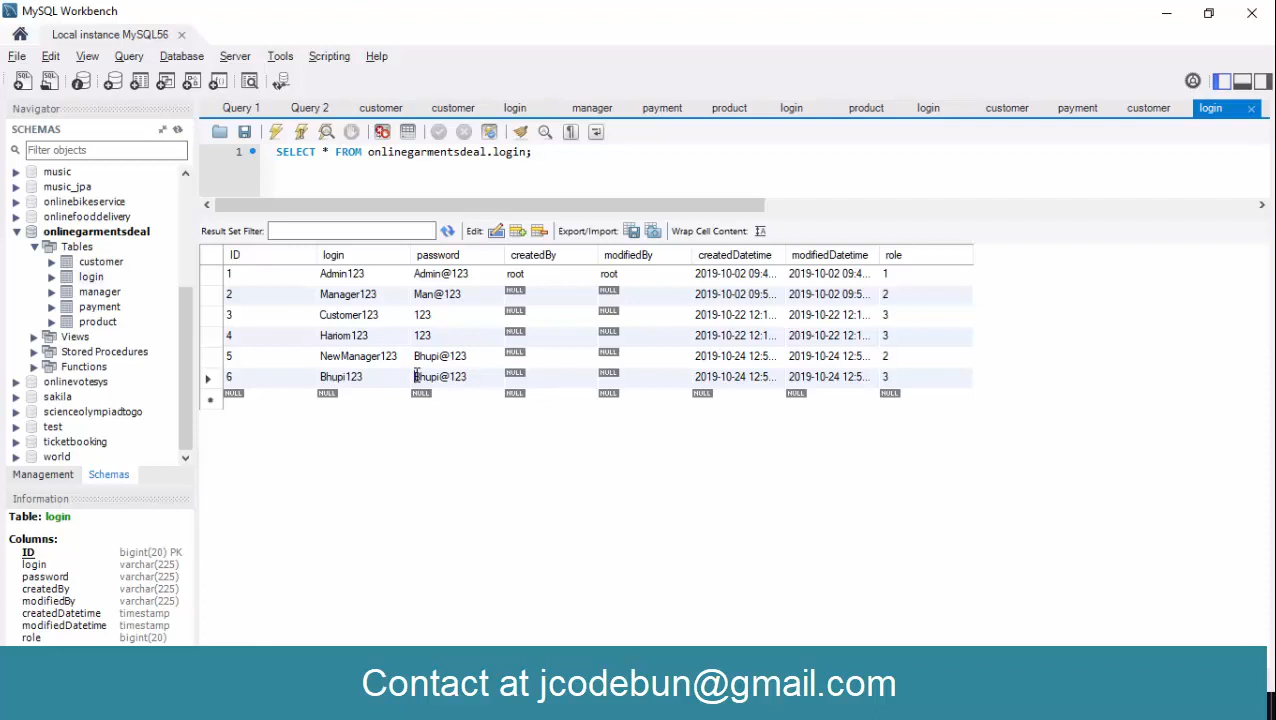 MySQL Workbench
Local instance MySQL56
File Edit View Query Database Server Tools Scripting Help
Navigator
Query 1 Query 2 customer customer login manager payment product login product login customer payment customer login
SCHEMAS
Filter objects
1 SELECT * FROM onlinegarmentsdeal.login;
music
music_jpa
onlinebikeservice
onlinefooddelivery
onlinegarmentsdeal
Tables
customer
login
manager
payment
product
Views
Stored Procedures
Functions
onlinevotesys
sakila
scienceolympiadtogo
test
ticketbooking
world
Result Set Filter: Edit: Export/Import: Wrap Cell Content:
ID login password createdBy modifiedBy createdDatetime modifiedDatetime role
1 Admin123 Admin@123 root root 2019-10-02 09:4... 2019-10-02 09:4... 1
2 Manager123 Man@123 NULL NULL 2019-10-02 09:5... 2019-10-02 09:5... 2
3 Customer123 123 NULL NULL 2019-10-22 12:1... 2019-10-22 12:1... 3
4 Hariom123 123 NULL NULL 2019-10-22 12:1... 2019-10-22 12:1... 3
5 NewManager123 Bhupi@123 NULL NULL 2019-10-24 12:5... 2019-10-24 12:5... 2
6 Bhupi123 Bhupi@123 NULL NULL 2019-10-24 12:5... 2019-10-24 12:5... 3
NULL NULL NULL NULL NULL NULL NULL NULL
Management Schemas
Information
Table: login
Columns:
ID bigint(20) PK
login varchar(225)
password varchar(225)
createdBy varchar(225)
modifiedBy varchar(225)
createdDatetime timestamp
modifiedDatetime timestamp
role bigint(20)
Contact at jcodebun@gmail.com